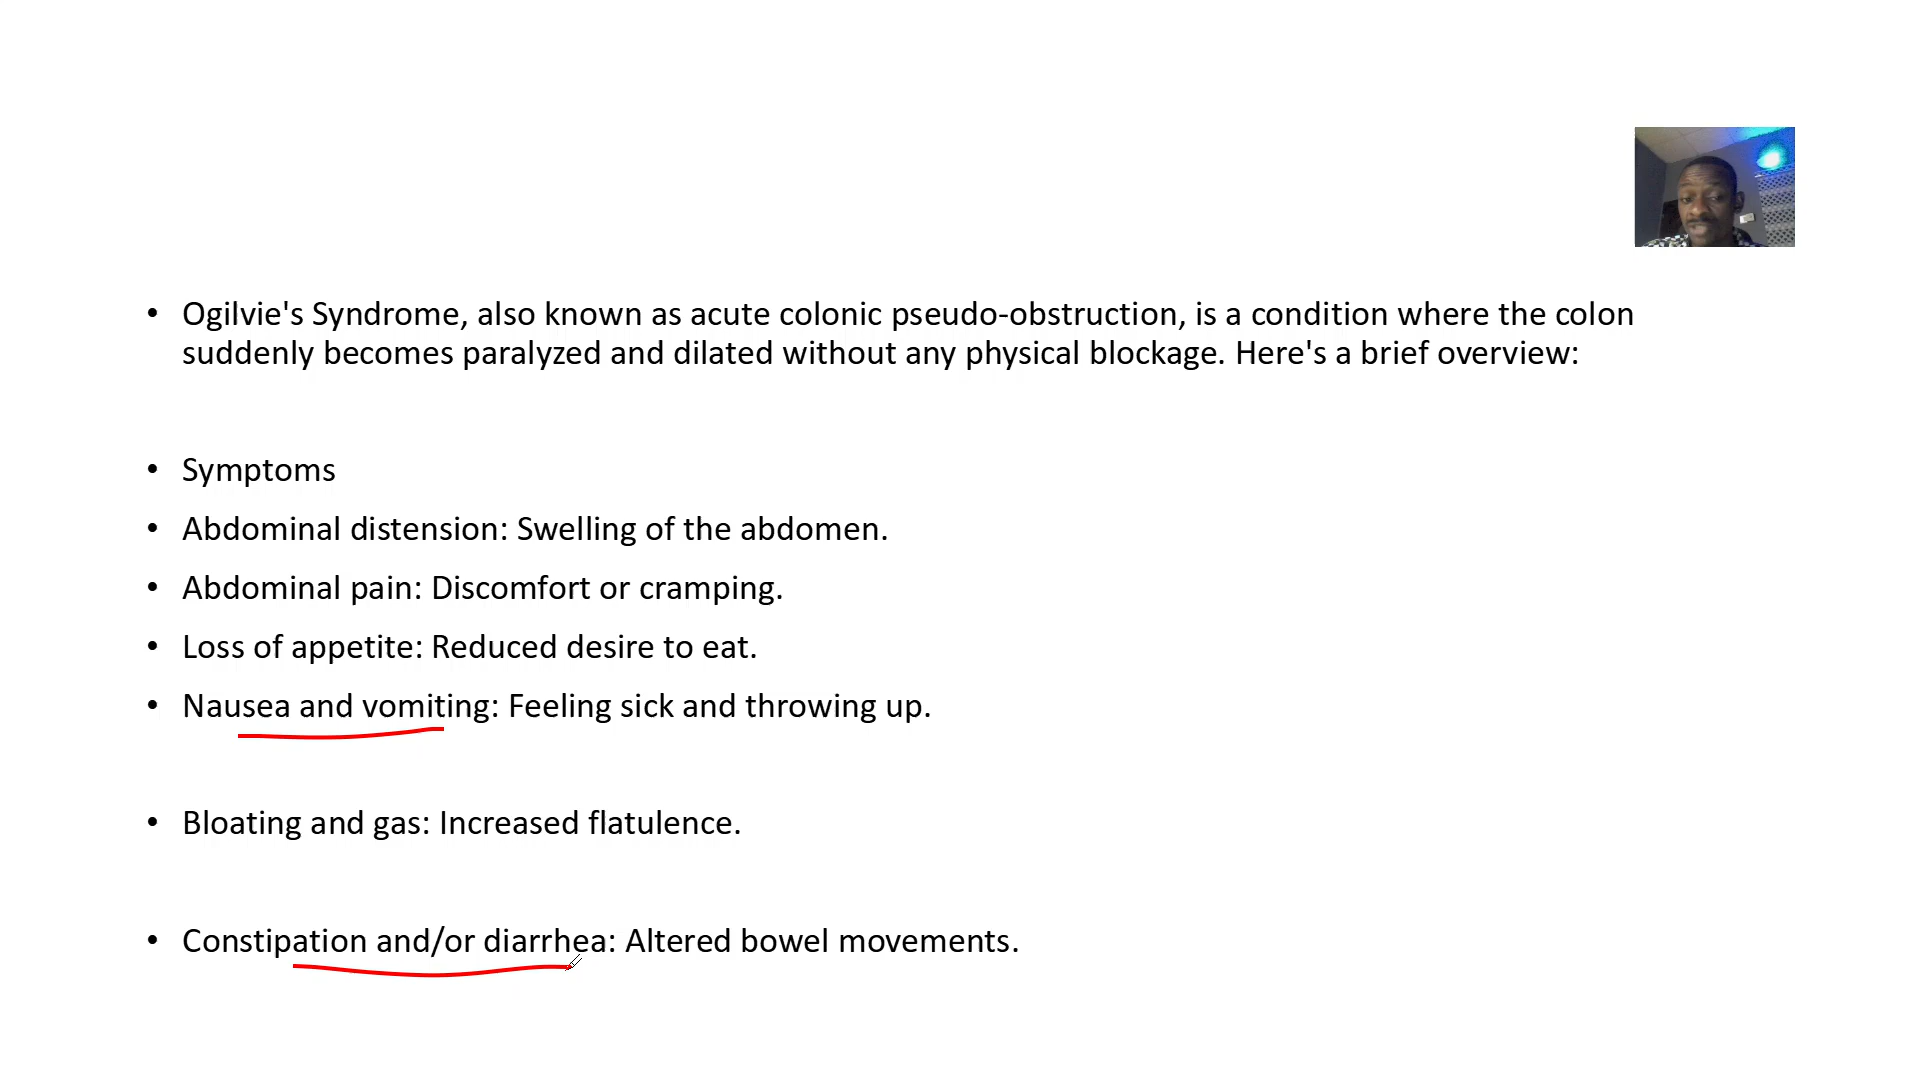 • Ogilvie's Syndrome, also known as acute colonic pseudo-obstruction, is a condition where the colon
suddenly becomes paralyzed and dilated without any physical blockage. Here's a brief overview:
• Symptoms
• Abdominal distension: Swelling of the abdomen.
• Abdominal pain: Discomfort or cramping.
• Loss of appetite: Reduced desire to eat.
• Nausea and vomiting: Feeling sick and throwing up.
• Bloating and gas: Increased flatulence.
• Constipation and/or diarrhea: Altered bowel movements.